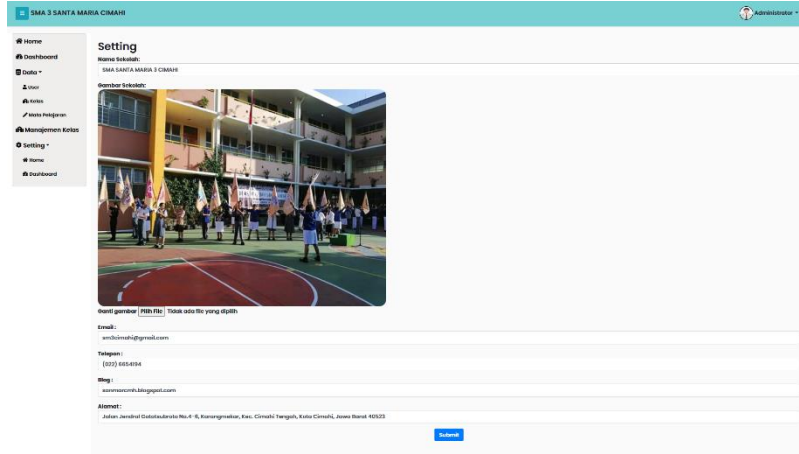 SMA 3 SANTA MARIA CIMAHI
Administrator
Home
Dashboard
Data
User
Kelas
Mata Pelajaran
Manajemen Kelas
Setting
Home
Dashboard
Setting
Nama Sekolah:
SMA SANTA MARIA 3 CIMAHI
Gambar Sekolah:
Ganti gambar Pilih File Tidak ada file yang dipilih
Email :
sm3cimahi@gmail.com
Telepon :
(022) 6654194
Blog :
sanmarcmh.blogspot.com
Alamat :
Jalan Jendral Gatotsubroto No.4-6, Karangmekar, Kec. Cimahi Tengah, Kota Cimahi, Jawa Barat 40523
Submit